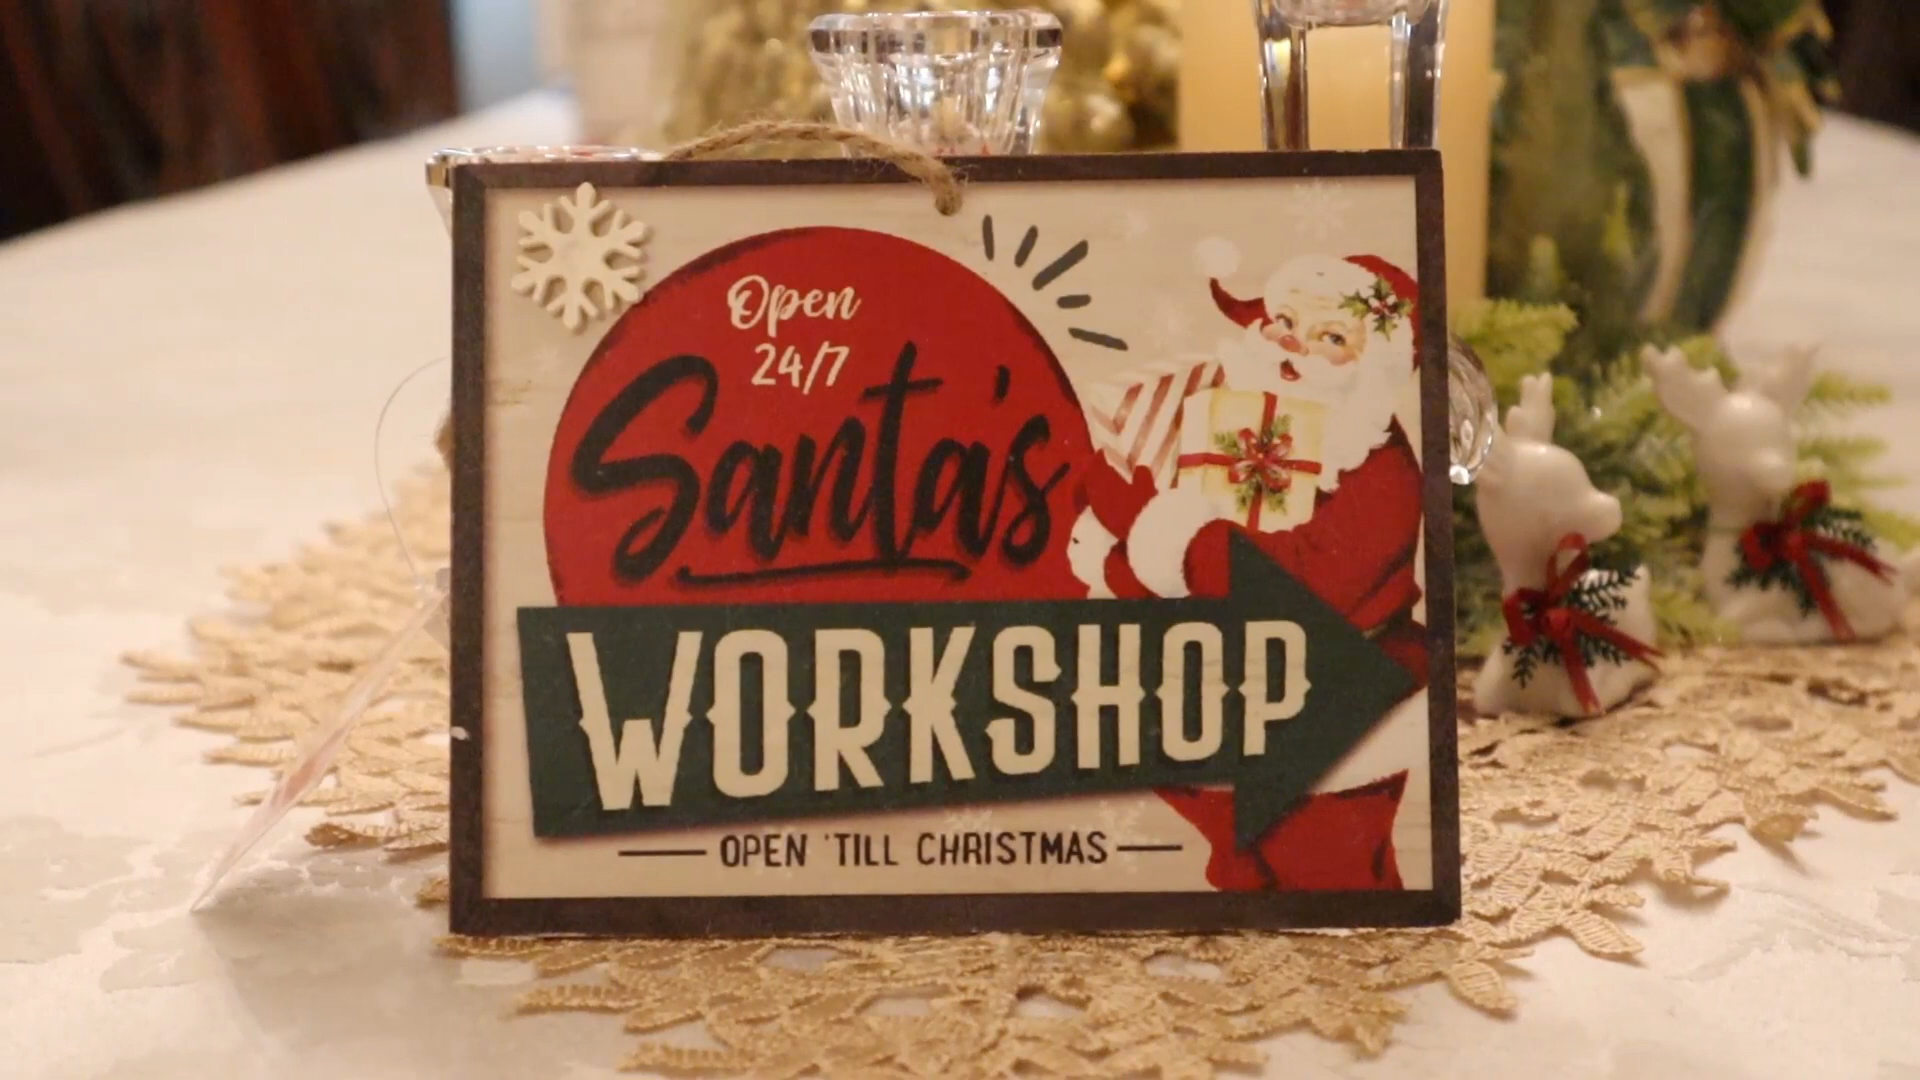 Open
24/7
Santa's
WORKSHOP
OPEN 'TILL CHRISTMAS